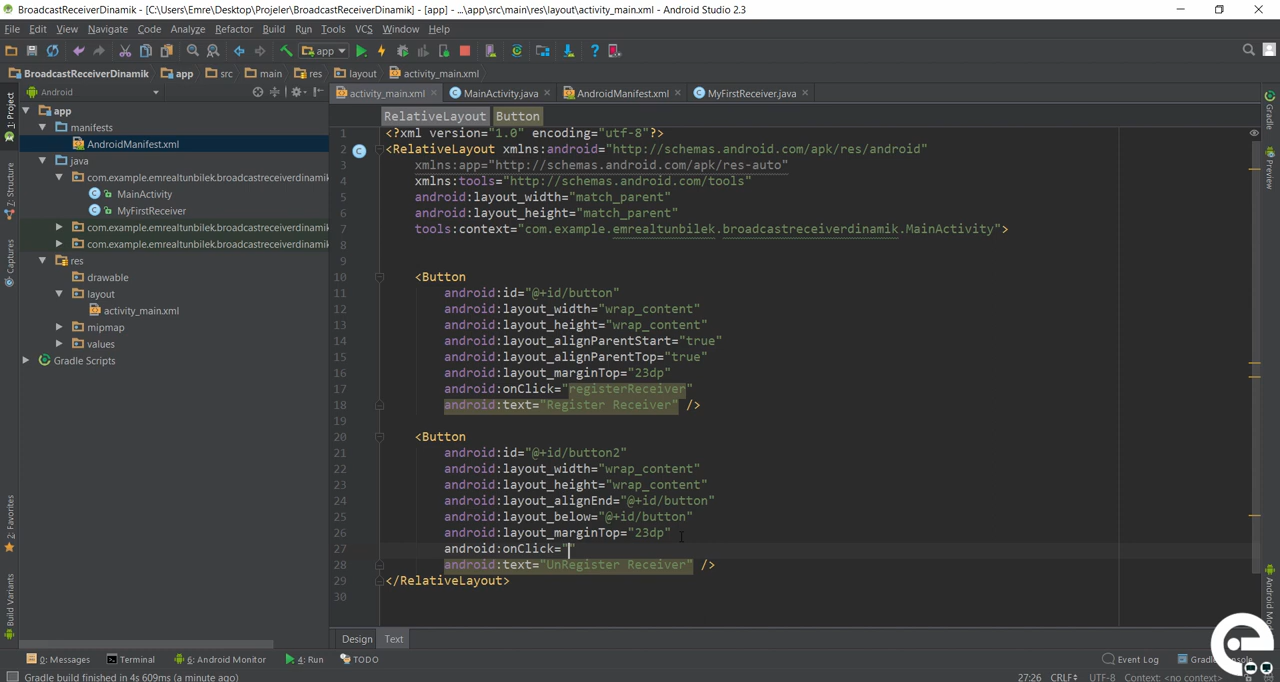 BroadcastReceiverDinamik - [C:\Users\Emre\Desktop\Projeler\BroadcastReceiverDinamik] - [app] - ...\app\src\main\res\layout\activity_main.xml - Android Studio 2.3
File Edit View Navigate Code Analyze Refactor Build Run Tools VCS Window Help
app
BroadcastReceiverDinamik app src main res layout activity_main.xml
Android
activity_main.xml MainActivity.java AndroidManifest.xml MyFirstReceiver.java
RelativeLayout Button
1: Project
Z: Structure
Captures
2: Favorites
Build Variants
app
manifests
AndroidManifest.xml
java
com.example.emrealtunbilek.broadcastreceiverdinamik
MainActivity
MyFirstReceiver
com.example.emrealtunbilek.broadcastreceiverdinamik
com.example.emrealtunbilek.broadcastreceiverdinamik
res
drawable
layout
activity_main.xml
mipmap
values
Gradle Scripts
1 <?xml version="1.0" encoding="utf-8"?>
2 <RelativeLayout xmlns:android="http://schemas.android.com/apk/res/android"
3 xmlns:app="http://schemas.android.com/apk/res-auto"
4 xmlns:tools="http://schemas.android.com/tools"
5 android:layout_width="match_parent"
6 android:layout_height="match_parent"
7 tools:context="com.example.emrealtunbilek.broadcastreceiverdinamik.MainActivity">
8
9
10 <Button
11 android:id="@+id/button"
12 android:layout_width="wrap_content"
13 android:layout_height="wrap_content"
14 android:layout_alignParentStart="true"
15 android:layout_alignParentTop="true"
16 android:layout_marginTop="23dp"
17 android:onClick="registerReceiver"
18 android:text="Register Receiver" />
19
20 <Button
21 android:id="@+id/button2"
22 android:layout_width="wrap_content"
23 android:layout_height="wrap_content"
24 android:layout_alignEnd="@+id/button"
25 android:layout_below="@+id/button"
26 android:layout_marginTop="23dp"
27 android:onClick=""
28 android:text="UnRegister Receiver" />
29 </RelativeLayout>
30
Gradle
Preview
Design Text
0: Messages Terminal 6: Android Monitor 4: Run TODO Event Log
Gradle build finished in 4s 609ms (a minute ago) 27:26 CRLF UTF-8 Context: <no context>